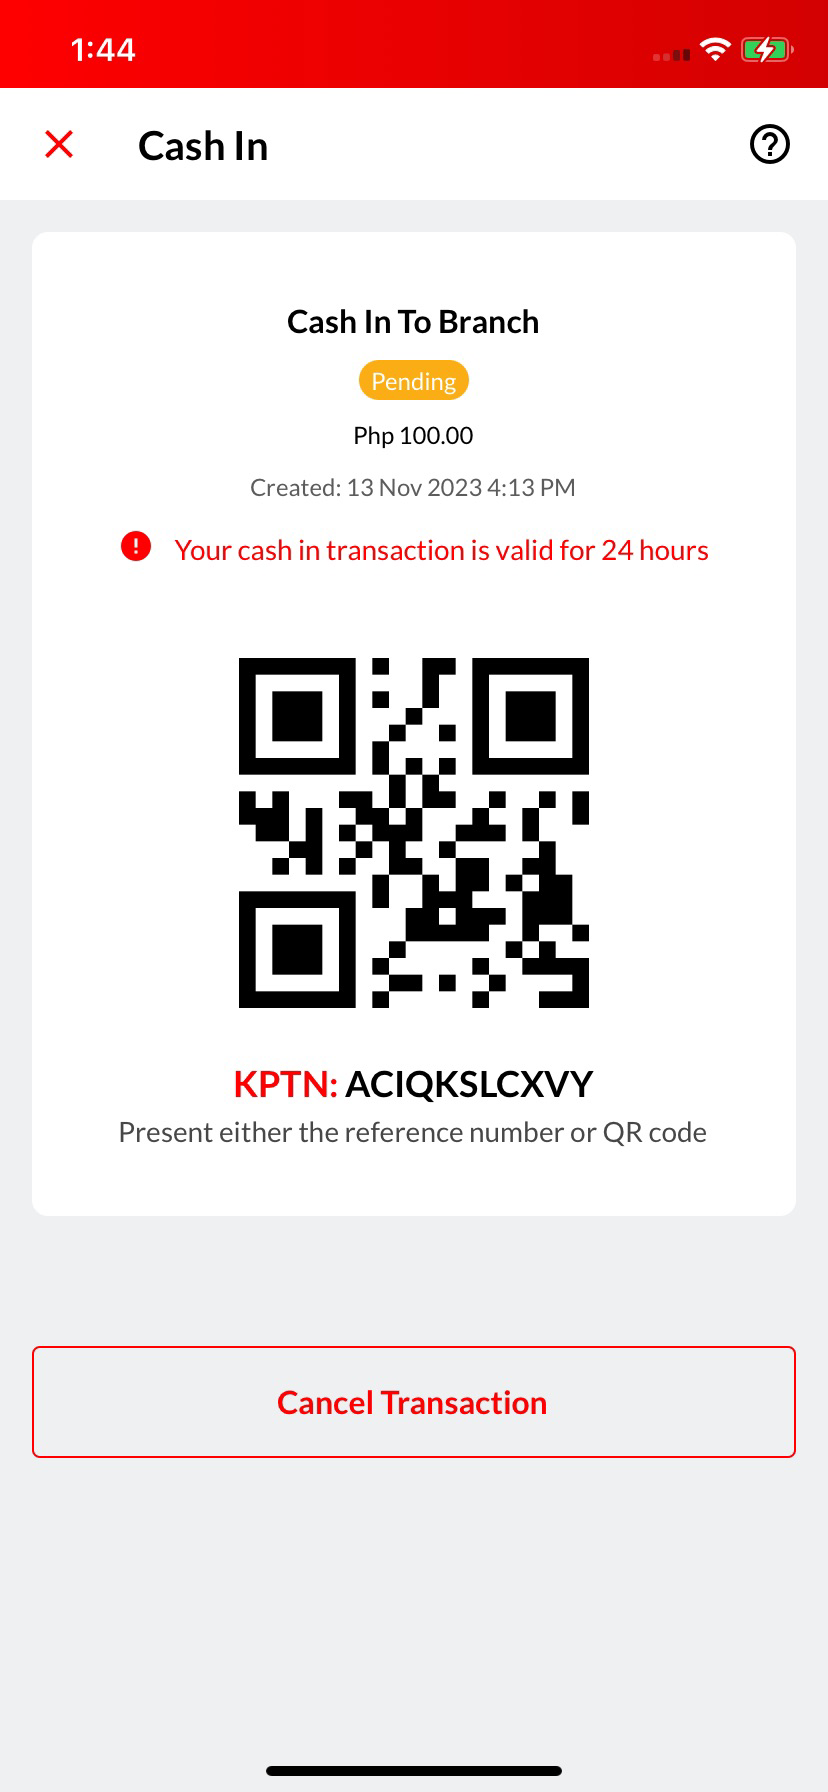 1:44
Cash In
Cash In To Branch
Pending
Php 100.00
Created: 13 Nov 2023 4:13 PM
Your cash in transaction is valid for 24 hours
KPTN: ACIQKSLCXVY
Present either the reference number or QR code
Cancel Transaction